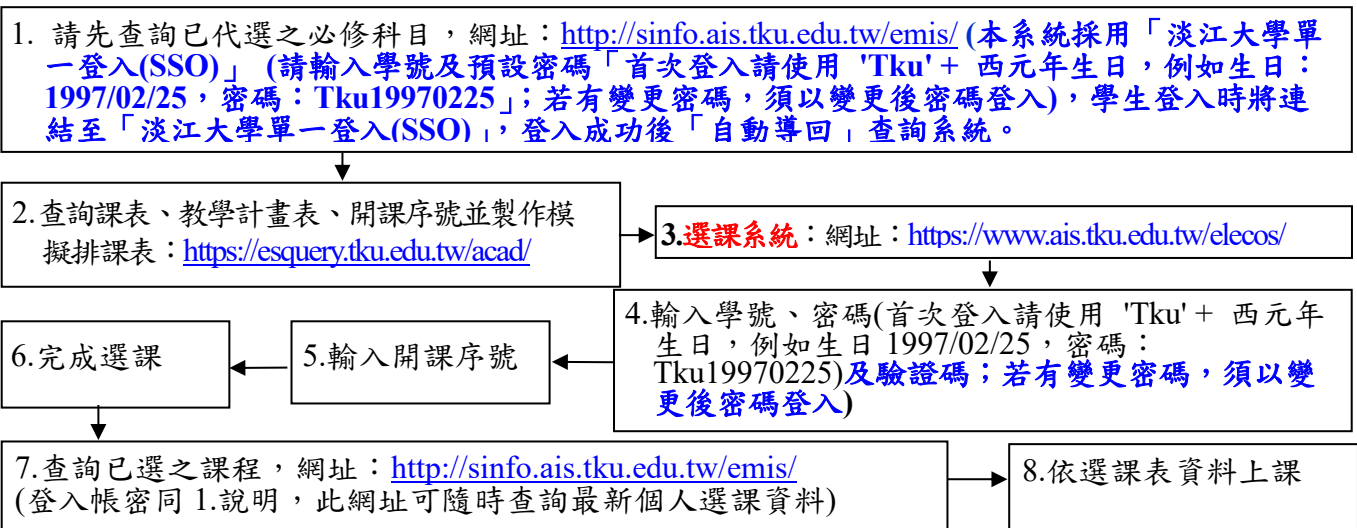 1. 請先查詢已代選之必修科目，網址：http://sinfo.ais.tku.edu.tw/emis/ (本系統採用「淡江大學單
一登入(SSO)」 (請輸入學號及預設密碼「首次登入請使用 'Tku' + 西元年生日，例如生日：
1997/02/25，密碼：Tku19970225」；若有變更密碼，須以變更後密碼登入)，學生登入時將連
結至「淡江大學單一登入(SSO)」，登入成功後「自動導回」查詢系統。
2.查詢課表、教學計畫表、開課序號並製作模
擬排課表：https://esquery.tku.edu.tw/acad/
3.選課系統：網址：https://www.ais.tku.edu.tw/elecos/
4.輸入學號、密碼(首次登入請使用 'Tku' + 西元年
生日，例如生日 1997/02/25，密碼：
Tku19970225)及驗證碼；若有變更密碼，須以變
更後密碼登入)
5.輸入開課序號
6.完成選課
7.查詢已選之課程，網址：http://sinfo.ais.tku.edu.tw/emis/
(登入帳密同 1.說明，此網址可隨時查詢最新個人選課資料)
8.依選課表資料上課